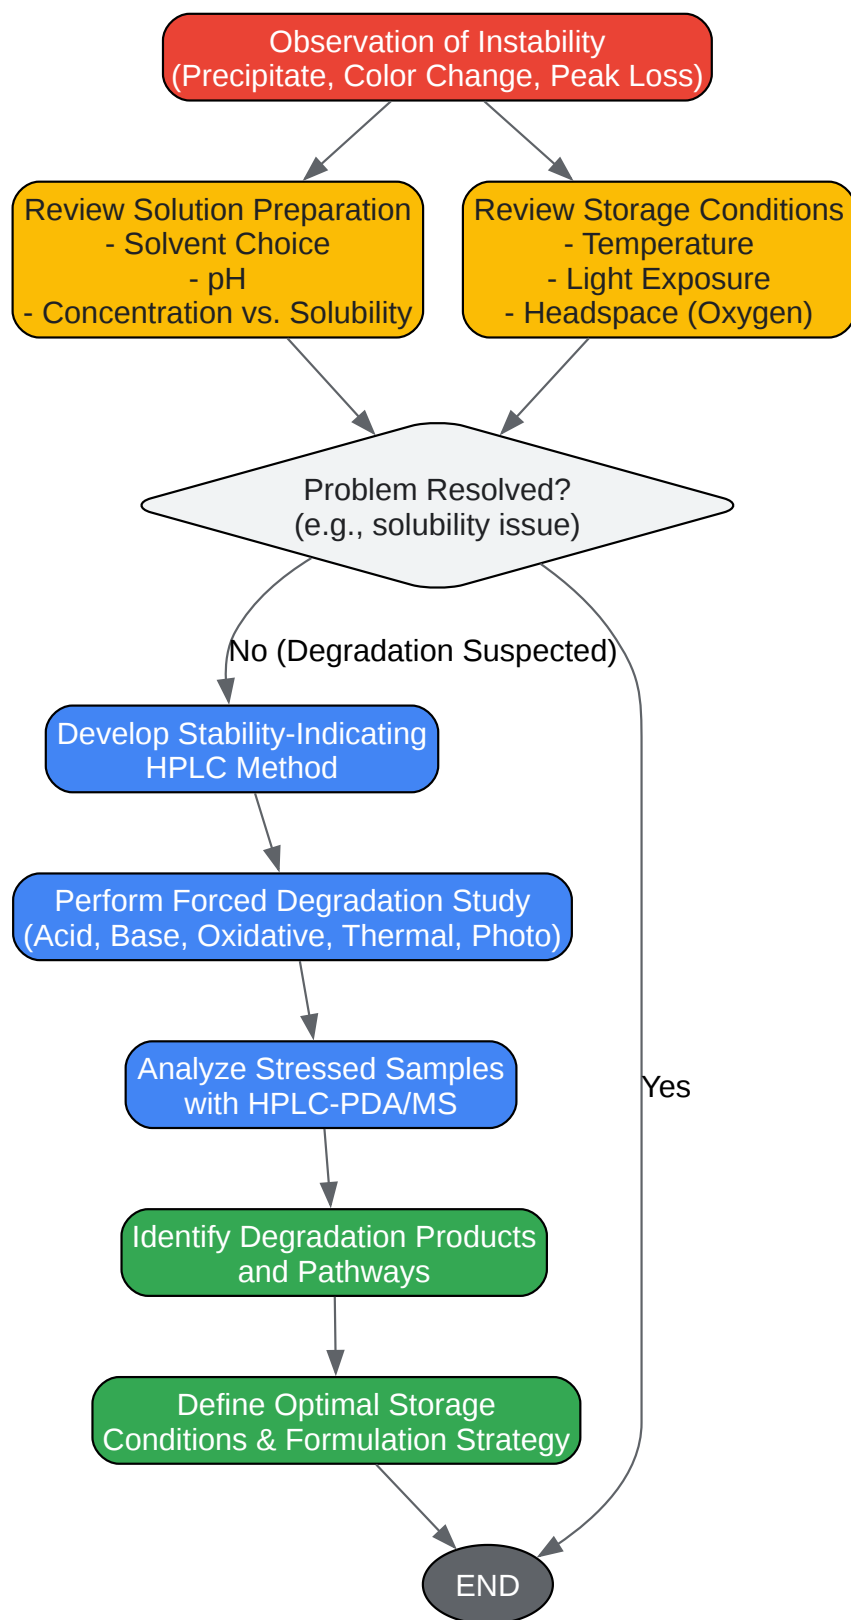 Observation of Instability
(Precipitate, Color Change, Peak Loss)
Review Solution Preparation
- Solvent Choice
- pH
- Concentration vs. Solubility
Review Storage Conditions
- Temperature
- Light Exposure
- Headspace (Oxygen)
Problem Resolved?
(e.g., solubility issue)
No (Degradation Suspected)
Develop Stability-Indicating
HPLC Method
Perform Forced Degradation Study
(Acid, Base, Oxidative, Thermal, Photo)
Analyze Stressed Samples
with HPLC-PDA/MS
Yes
Identify Degradation Products
and Pathways
Define Optimal Storage
Conditions & Formulation Strategy
END